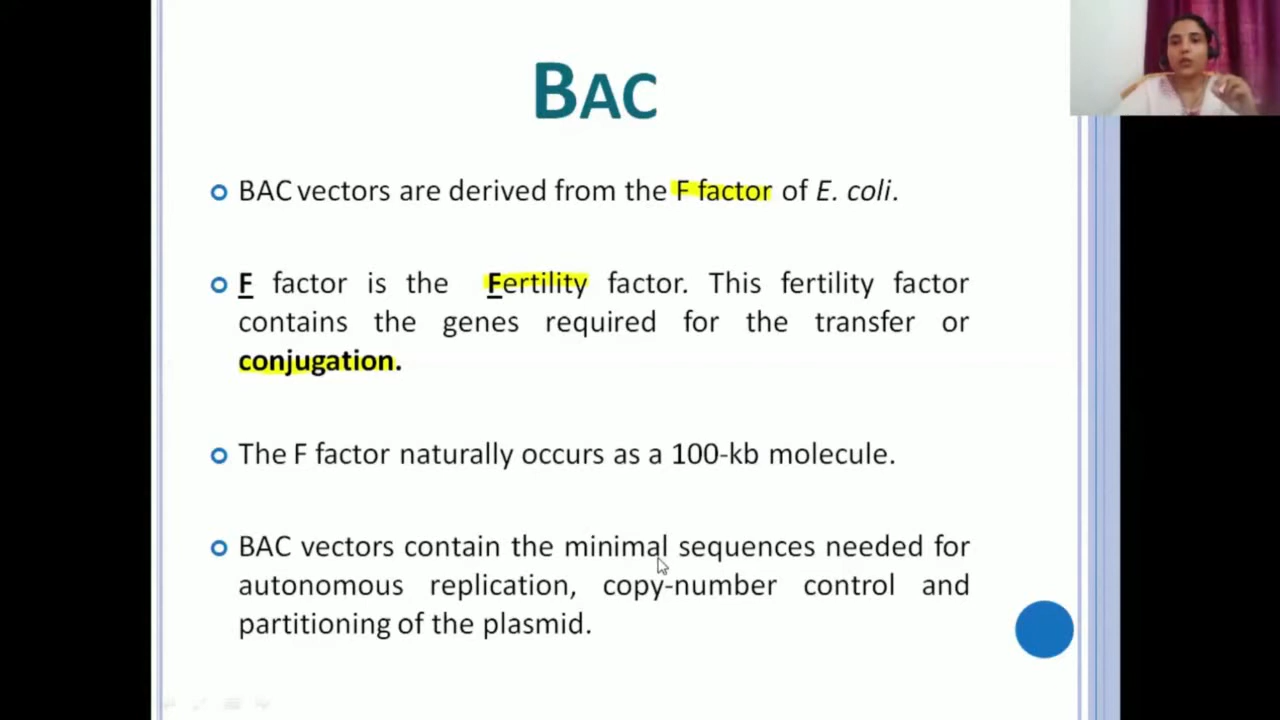 BAC
BAC vectors are derived from the F factor of E. coli.
F factor is the Fertility factor. This fertility factor
contains the genes required for the transfer or
conjugation.
The F factor naturally occurs as a 100-kb molecule.
BAC vectors contain the minimal sequences needed for
autonomous replication, copy-number control and
partitioning of the plasmid.